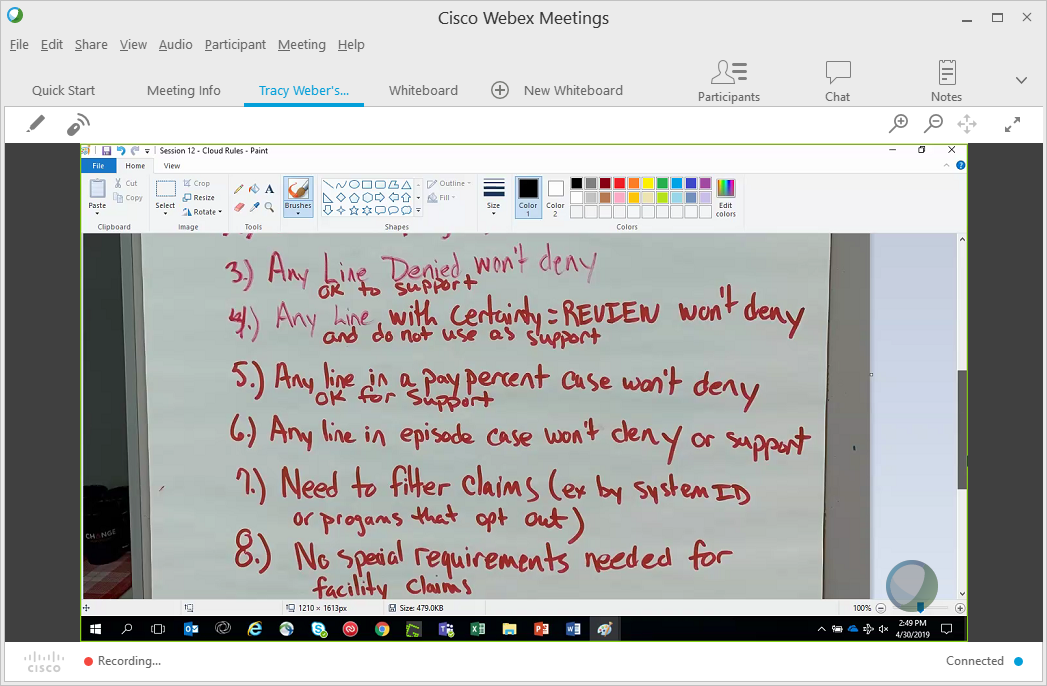 Cisco Webex Meetings
File Edit Share View Audio Participant Meeting Help
Quick Start Meeting Info Tracy Weber's... Whiteboard New Whiteboard Participants Chat Notes
Session 12 - Cloud Rules - Paint
File Home View
Paste Cut Copy Clipboard
Select Crop Resize Rotate Image
A Tools
Brushes
Outline Fill Shapes
Size
Color 1 Color 2 Edit colors Colors
3.) Any Line Denied won't deny
OK to support
4.) Any Line with Certainty = REVIEW won't deny
and do not use as support
5.) Any line in a pay percent case won't deny
OK for support
6.) Any line in episode case won't deny or support
7.) Need to filter claims (ex by system ID
or progams that opt out)
8.) No special requirements needed for
facility claims
CHANGE
1210 × 1613px Size: 479.0KB 100%
2:49 PM
4/30/2019
CISCO Recording... Connected